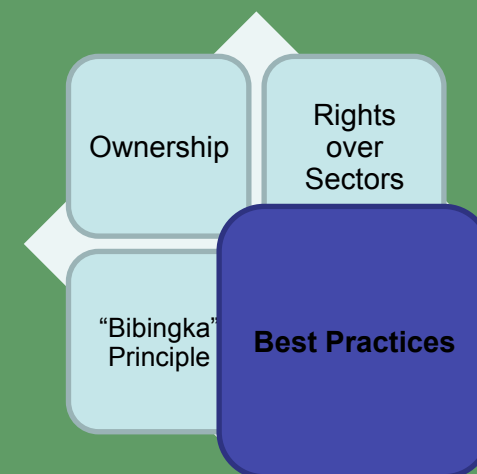 Ownership
Rights
over
Sectors
“Bibingka”
Principle
Best Practices